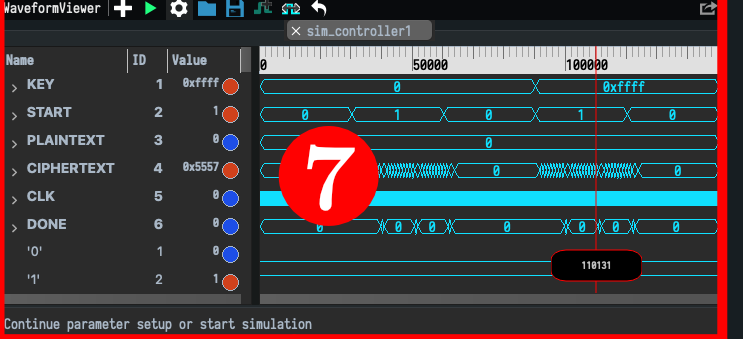 WaveformViewer
sim_controller1
Name ID Value
0 50000 100000
KEY 1 0xffff 0 0xffff
START 2 1 0 1 0 1 0
PLAINTEXT 3 0 0
CIPHERTEXT 4 0x5557 0 0
CLK 5 0
DONE 6 0 0 0 0 0 0 0 0
'0' 1 0
'1' 2 1
7
110131
Continue parameter setup or start simulation